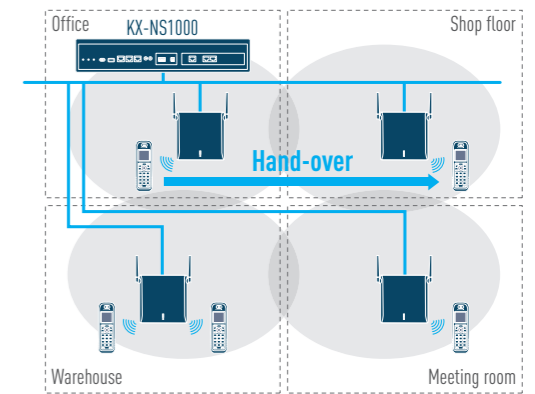 Office
KX-NS1000
Shop floor
Hand-over
Warehouse
Meeting room